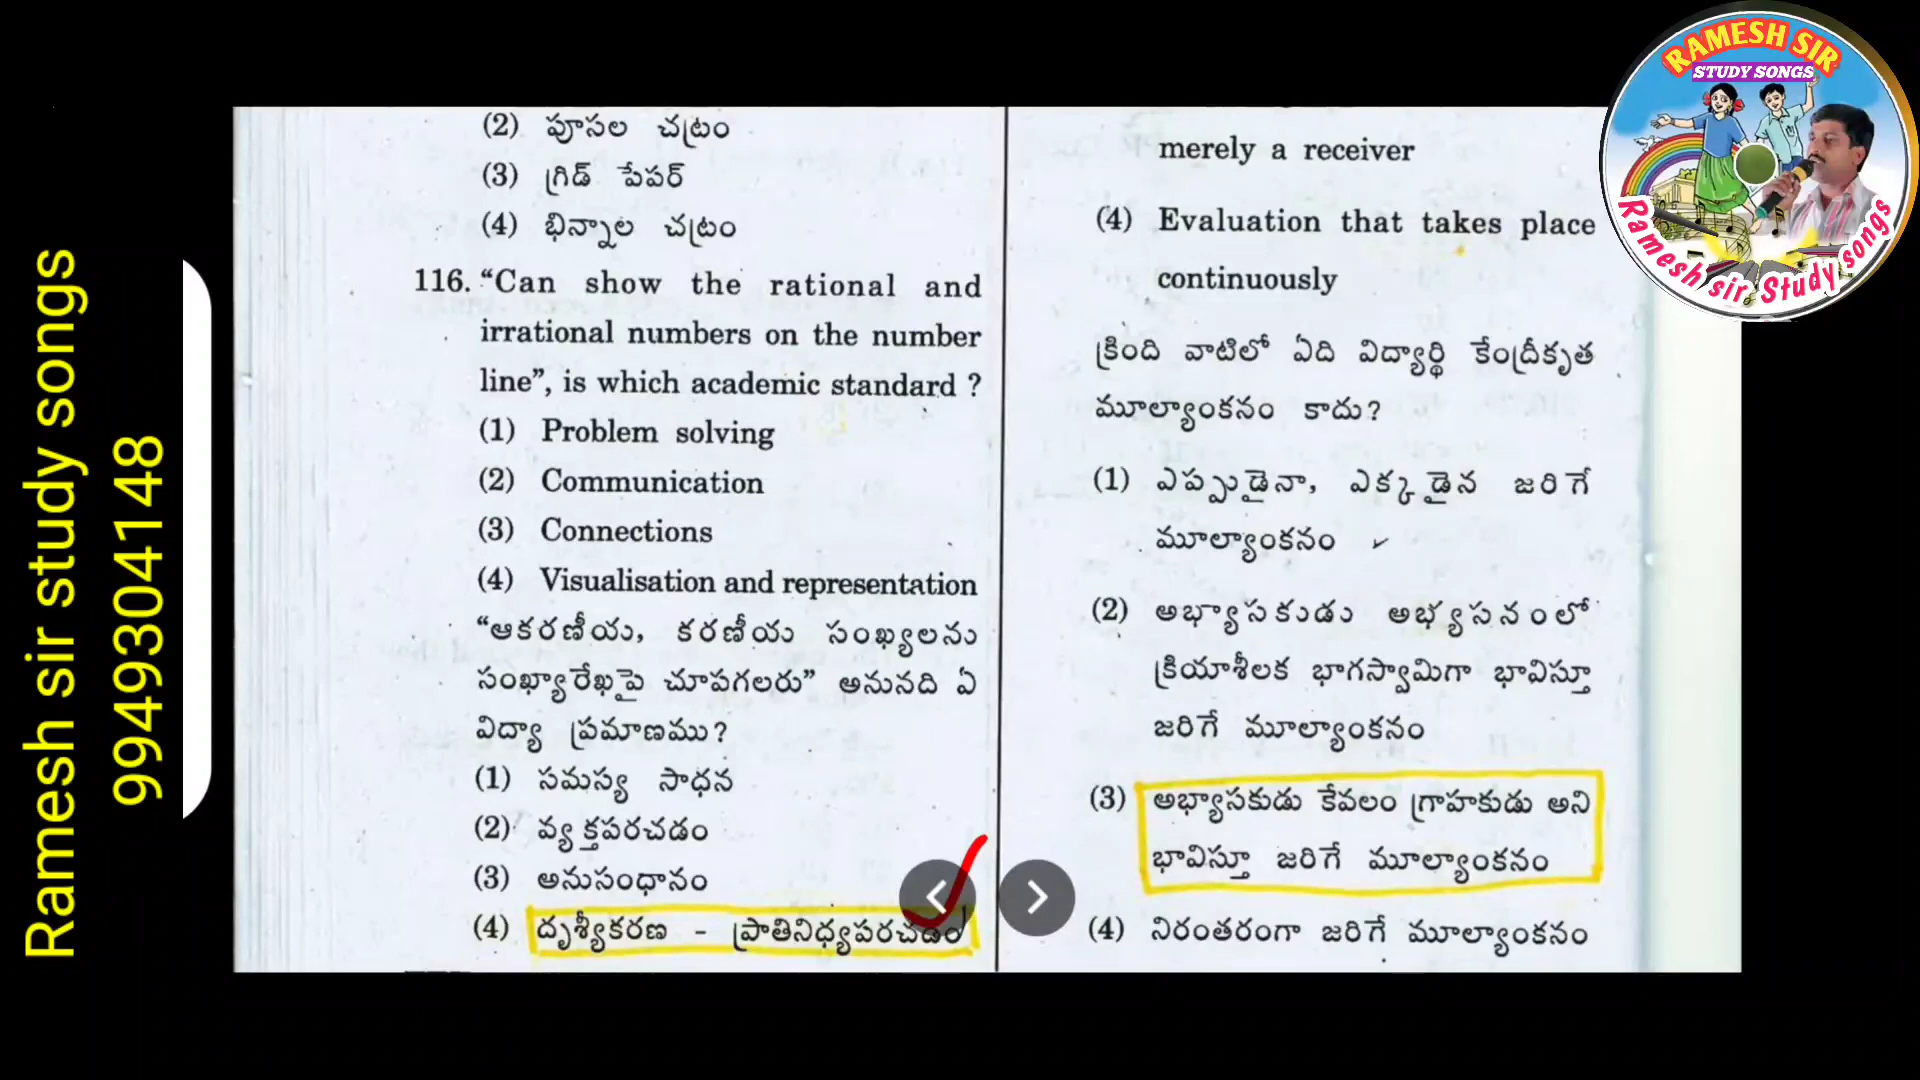 Ramesh sir study songs
9949304148
(2) పూసల చట్రం
(3) గ్రిడ్ పేపర్
(4) భిన్నాల చట్రం
116. “Can show the rational and
irrational numbers on the number
line”, is which academic standard ?
(1) Problem solving
(2) Communication
(3) Connections
(4) Visualisation and representation
“ఆకరణీయ, కరణీయ సంఖ్యలను
సంఖ్యారేఖపై చూపగలరు” అనునది ఏ
విద్యా ప్రమాణము?
(1) సమస్య సాధన
(2) వ్యక్తపరచడం
(3) అనుసంధానం
(4) దృశ్యీకరణ - ప్రాతినిధ్యపరచడం
merely a receiver
(4) Evaluation that takes place
continuously
క్రింది వాటిలో ఏది విద్యార్థి కేంద్రీకృత
మూల్యాంకనం కాదు?
(1) ఎప్పుడైనా, ఎక్కడైన జరిగే
మూల్యాంకనం
(2) అభ్యాసకుడు అభ్యసనంలో
క్రియాశీలక భాగస్వామిగా భావిస్తూ
జరిగే మూల్యాంకనం
(3) అభ్యాసకుడు కేవలం గ్రాహకుడు అని
భావిస్తూ జరిగే మూల్యాంకనం
(4) నిరంతరంగా జరిగే మూల్యాంకనం
RAMESH SIR
STUDY SONGS
Ramesh sir Study songs